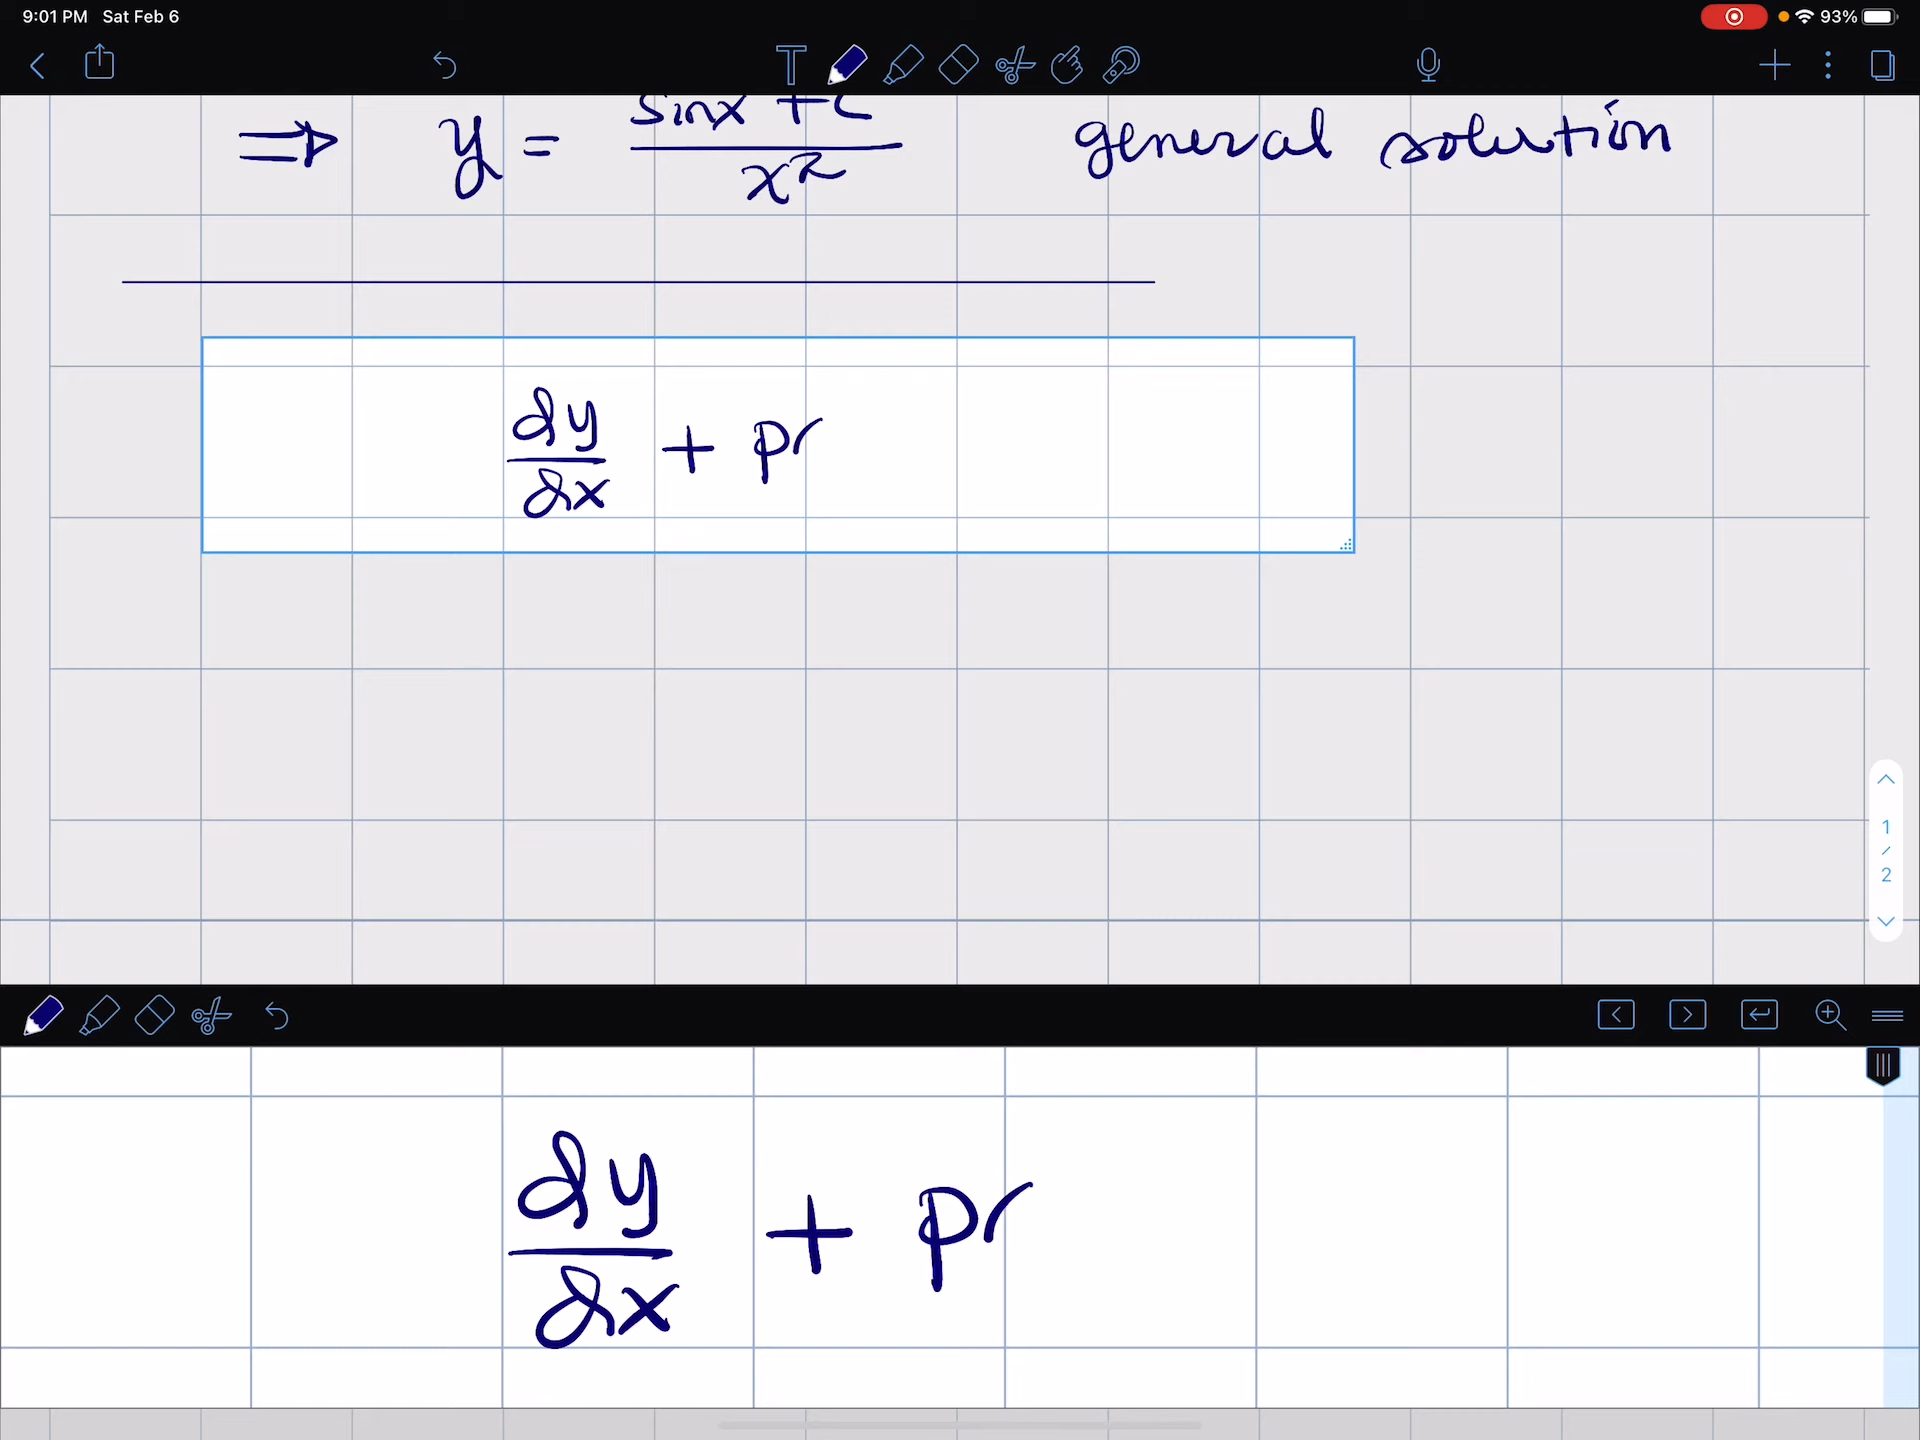 9:01 PM Sat Feb 6 93%
T
⇒ y = sinx + c / x² general solution
dy/dx + pr
1 / 2
dy/dx + pr